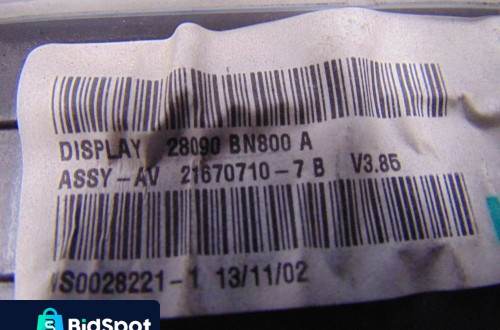 DISPLAY 28090 BN800 A
ASSY-AV 21670710-7 B V3.85
S0028221-1 13/11/02
BidSpot